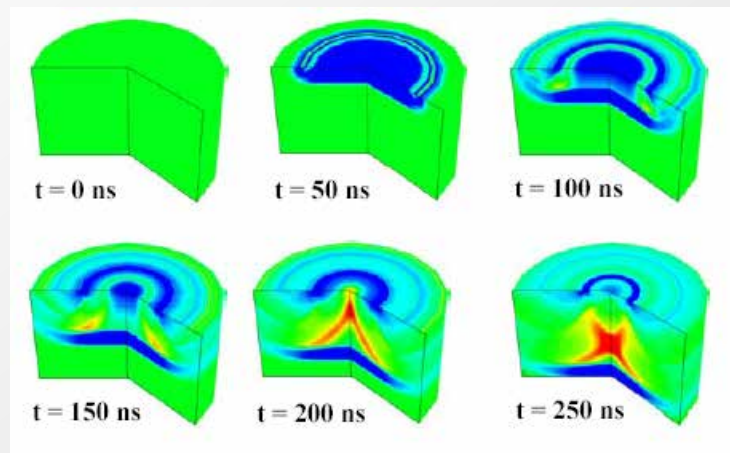 t = 0 ns
t = 50 ns
t = 100 ns
t = 150 ns
t = 200 ns
t = 250 ns